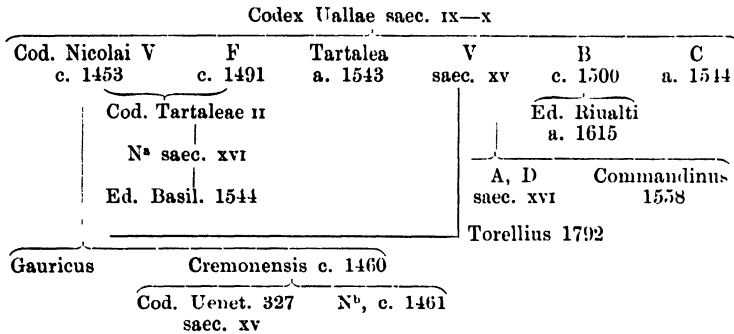 Codex Uallae saec. IX—X
Cod. Nicolai V F Tartalea V B C
c. 1453 c. 1491 a. 1543 saec. XV c. 1500 a. 1544
Cod. Tartaleae II Ed. Riualti
a. 1615
Nᵃ saec. XVI
A, D Commandinus
Ed. Basil. 1544 saec. XVI 1558
Torellius 1792
Gauricus Cremonensis c. 1460
Cod. Uenet. 327 Nᵇ, c. 1461
saec. XV